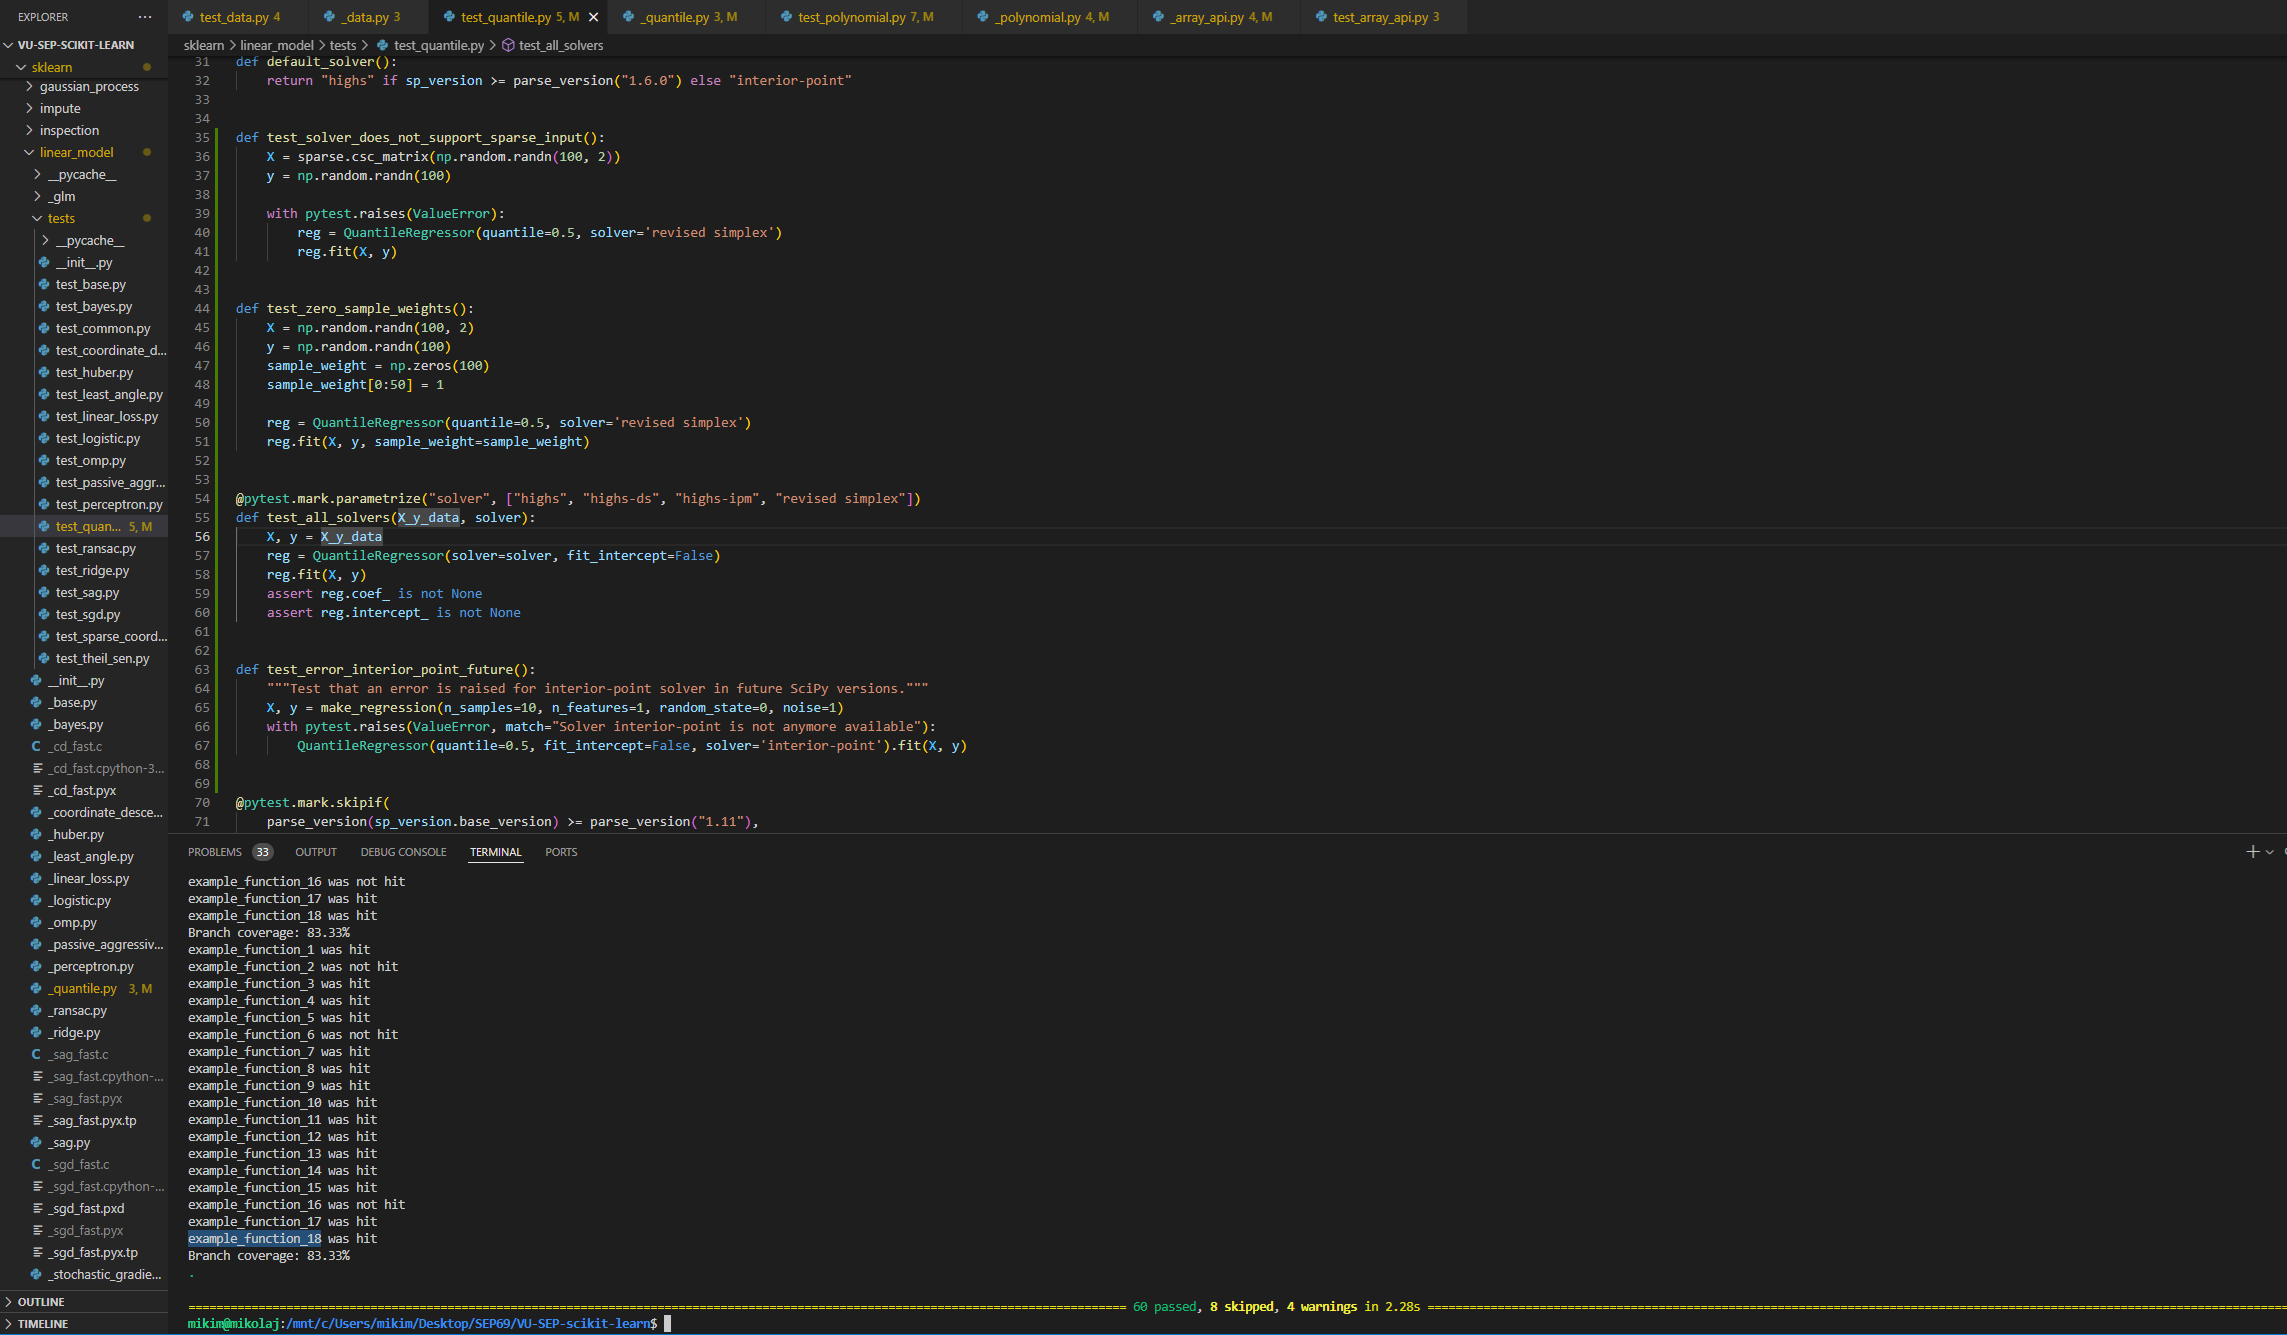 EXPLORER ···
VU-SEP-SCIKIT-LEARN
sklearn
gaussian_process
impute
inspection
linear_model
__pycache__
_glm
tests
__pycache__
__init__.py
test_base.py
test_bayes.py
test_common.py
test_coordinate_d...
test_huber.py
test_least_angle.py
test_linear_loss.py
test_logistic.py
test_omp.py
test_passive_aggr...
test_perceptron.py
test_quan... 5, M
test_ransac.py
test_ridge.py
test_sag.py
test_sgd.py
test_sparse_coord...
test_theil_sen.py
__init__.py
_base.py
_bayes.py
C _cd_fast.c
_cd_fast.cpython-3...
_cd_fast.pyx
_coordinate_desce...
_huber.py
_least_angle.py
_linear_loss.py
_logistic.py
_omp.py
_passive_aggressiv...
_perceptron.py
_quantile.py 3, M
_ransac.py
_ridge.py
C _sag_fast.c
_sag_fast.cpython-...
_sag_fast.pyx
_sag_fast.pyx.tp
_sag.py
C _sgd_fast.c
_sgd_fast.cpython-...
_sgd_fast.pxd
_sgd_fast.pyx
_sgd_fast.pyx.tp
_stochastic_gradie...
OUTLINE
TIMELINE
test_data.py 4 _data.py 3 test_quantile.py 5, M _quantile.py 3, M test_polynomial.py 7, M _polynomial.py 4, M _array_api.py 4, M test_array_api.py 3
sklearn > linear_model > tests > test_quantile.py > test_all_solvers
31 def default_solver():
32 return "highs" if sp_version >= parse_version("1.6.0") else "interior-point"
33
34
35 def test_solver_does_not_support_sparse_input():
36 X = sparse.csc_matrix(np.random.randn(100, 2))
37 y = np.random.randn(100)
38
39 with pytest.raises(ValueError):
40 reg = QuantileRegressor(quantile=0.5, solver='revised simplex')
41 reg.fit(X, y)
42
43
44 def test_zero_sample_weights():
45 X = np.random.randn(100, 2)
46 y = np.random.randn(100)
47 sample_weight = np.zeros(100)
48 sample_weight[0:50] = 1
49
50 reg = QuantileRegressor(quantile=0.5, solver='revised simplex')
51 reg.fit(X, y, sample_weight=sample_weight)
52
53
54 @pytest.mark.parametrize("solver", ["highs", "highs-ds", "highs-ipm", "revised simplex"])
55 def test_all_solvers(X_y_data, solver):
56 X, y = X_y_data
57 reg = QuantileRegressor(solver=solver, fit_intercept=False)
58 reg.fit(X, y)
59 assert reg.coef_ is not None
60 assert reg.intercept_ is not None
61
62
63 def test_error_interior_point_future():
64 """Test that an error is raised for interior-point solver in future SciPy versions."""
65 X, y = make_regression(n_samples=10, n_features=1, random_state=0, noise=1)
66 with pytest.raises(ValueError, match="Solver interior-point is not anymore available"):
67 QuantileRegressor(quantile=0.5, fit_intercept=False, solver='interior-point').fit(X, y)
68
69
70 @pytest.mark.skipif(
71 parse_version(sp_version.base_version) >= parse_version("1.11"),
PROBLEMS 33 OUTPUT DEBUG CONSOLE TERMINAL PORTS
example_function_16 was not hit
example_function_17 was hit
example_function_18 was hit
Branch coverage: 83.33%
example_function_1 was hit
example_function_2 was not hit
example_function_3 was hit
example_function_4 was hit
example_function_5 was hit
example_function_6 was not hit
example_function_7 was hit
example_function_8 was hit
example_function_9 was hit
example_function_10 was hit
example_function_11 was hit
example_function_12 was hit
example_function_13 was hit
example_function_14 was hit
example_function_15 was hit
example_function_16 was not hit
example_function_17 was hit
example_function_18 was hit
Branch coverage: 83.33%
.
60 passed, 8 skipped, 4 warnings in 2.28s
mikim@mikolaj:/mnt/c/Users/mikim/Desktop/SEP69/VU-SEP-scikit-learn$